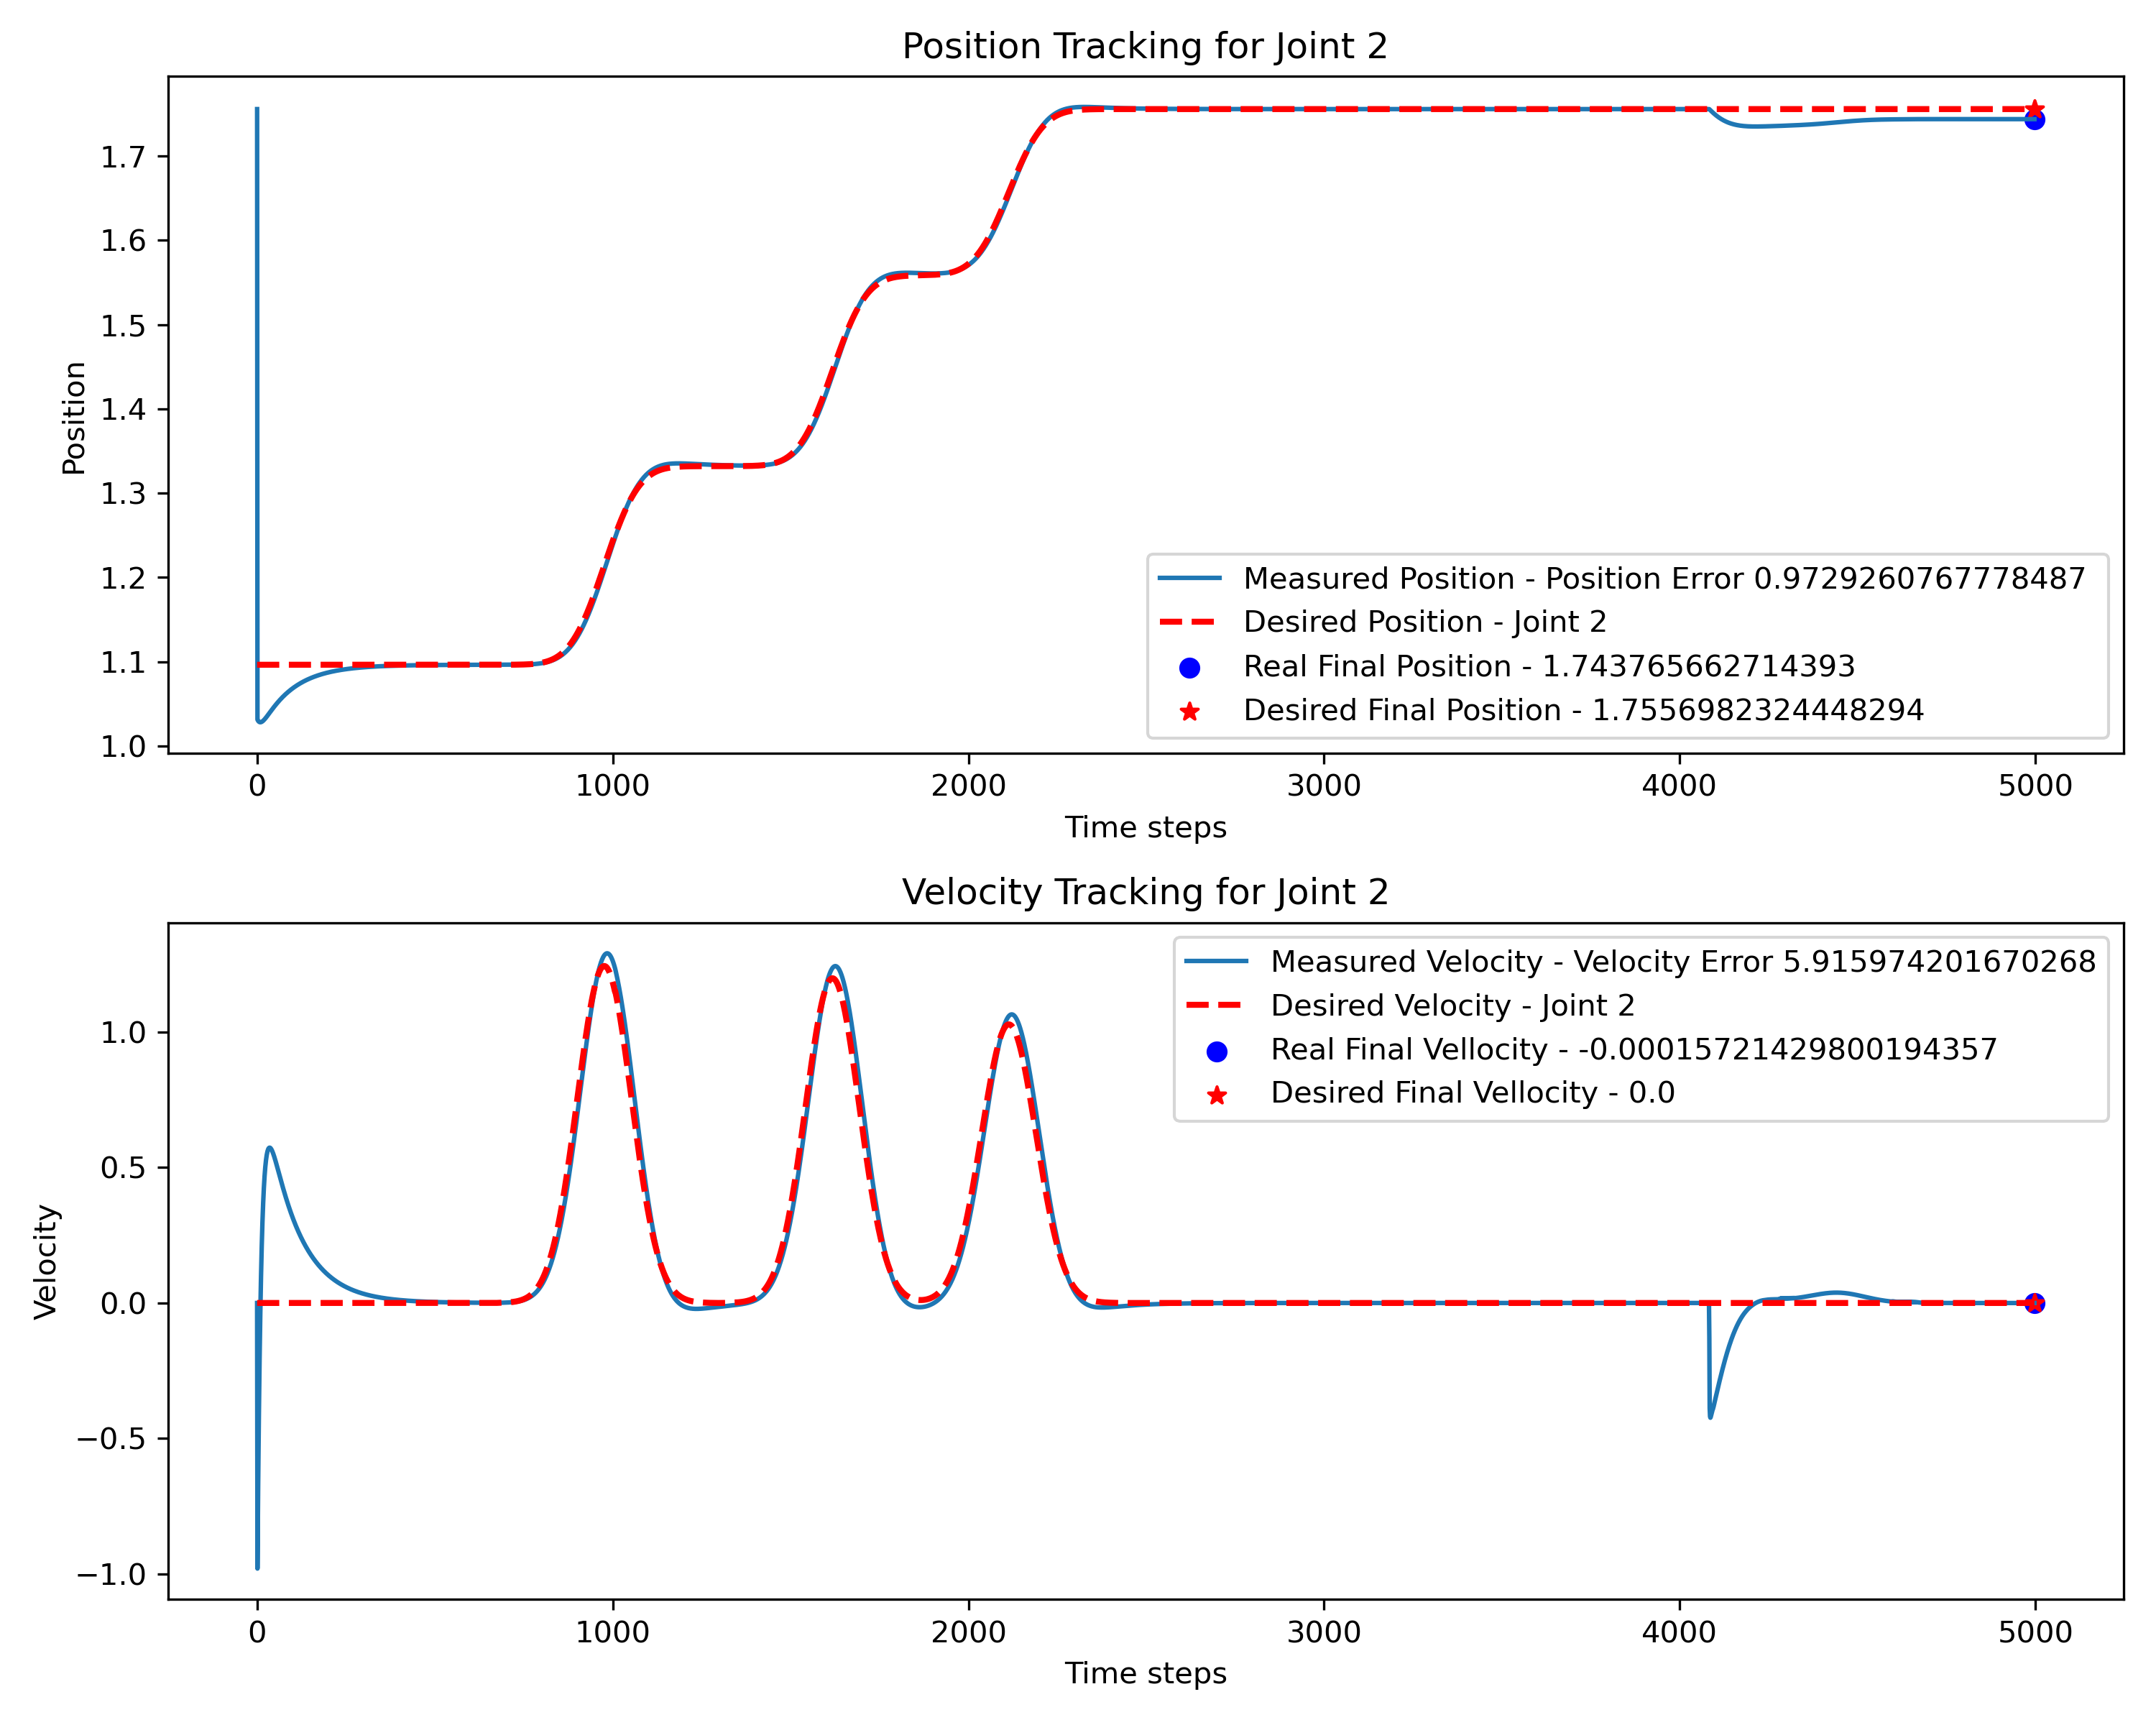 Position Tracking for Joint 2
Position
1.7
1.6
1.5
1.4
1.3
1.2
1.1
1.0
Measured Position - Position Error 0.9729260767778487
Desired Position - Joint 2
Real Final Position - 1.743765662714393
Desired Final Position - 1.7556982324448294
0 1000 2000 3000 4000 5000
Time steps
Velocity Tracking for Joint 2
Velocity
1.0
0.5
0.0
−0.5
−1.0
Measured Velocity - Velocity Error 5.915974201670268
Desired Velocity - Joint 2
Real Final Vellocity - -0.00015721429800194357
Desired Final Vellocity - 0.0
0 1000 2000 3000 4000 5000
Time steps